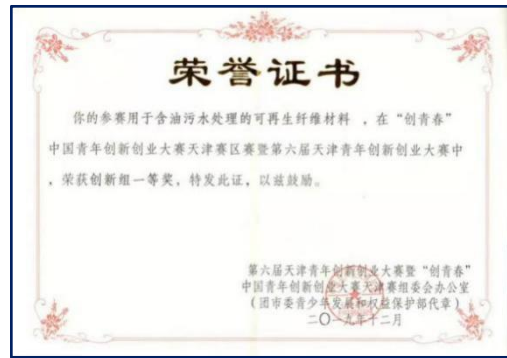 荣誉证书
你的参赛用于含油污水处理的可再生纤维材料 ，在“创青春”
中国青年创新创业大赛天津赛区赛暨第六届天津青年创新创业大赛中
，荣获创新组一等奖，特发此证，以兹鼓励。
第六届天津青年创新创业大赛暨“创青春”
中国青年创新创业大赛天津赛组委会办公室
（团市委青少年发展和权益保护部代章）
二〇一九年十二月